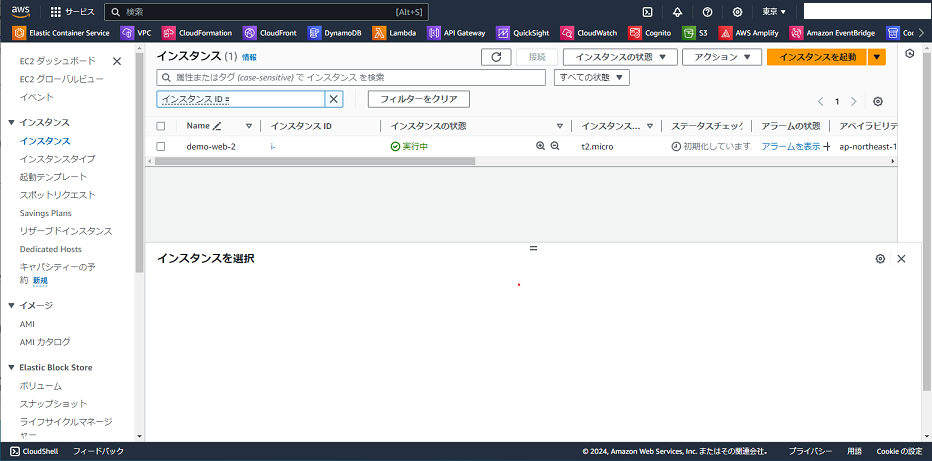 aws サービス 検索 [Alt+S] 東京
Elastic Container Service VPC CloudFormation CloudFront DynamoDB Lambda API Gateway QuickSight CloudWatch Cognito S3 AWS Amplify Amazon EventBridge Coc
EC2 ダッシュボード
EC2 グローバルビュー
イベント
インスタンス
インスタンス
インスタンスタイプ
起動テンプレート
スポットリクエスト
Savings Plans
リザーブドインスタンス
Dedicated Hosts
キャパシティーの予
約 新規
イメージ
AMI
AMI カタログ
Elastic Block Store
ボリューム
スナップショット
ライフサイクルマネージ
ャー
インスタンス (1) 情報 接続 インスタンスの状態 アクション インスタンスを起動
属性またはタグ (case-sensitive) で インスタンス を検索 すべての状態
インスタンス ID = フィルターをクリア
1
Name インスタンス ID インスタンスの状態 インスタンス... ステータスチェック アラームの状態 アベイラビリテ
demo-web-2 i- 実行中 t2.micro 初期化しています アラームを表示 ap-northeast-1
インスタンスを選択
CloudShell フィードバック © 2024, Amazon Web Services, Inc. またはその関連会社。 プライバシー 用語 Cookie の設定